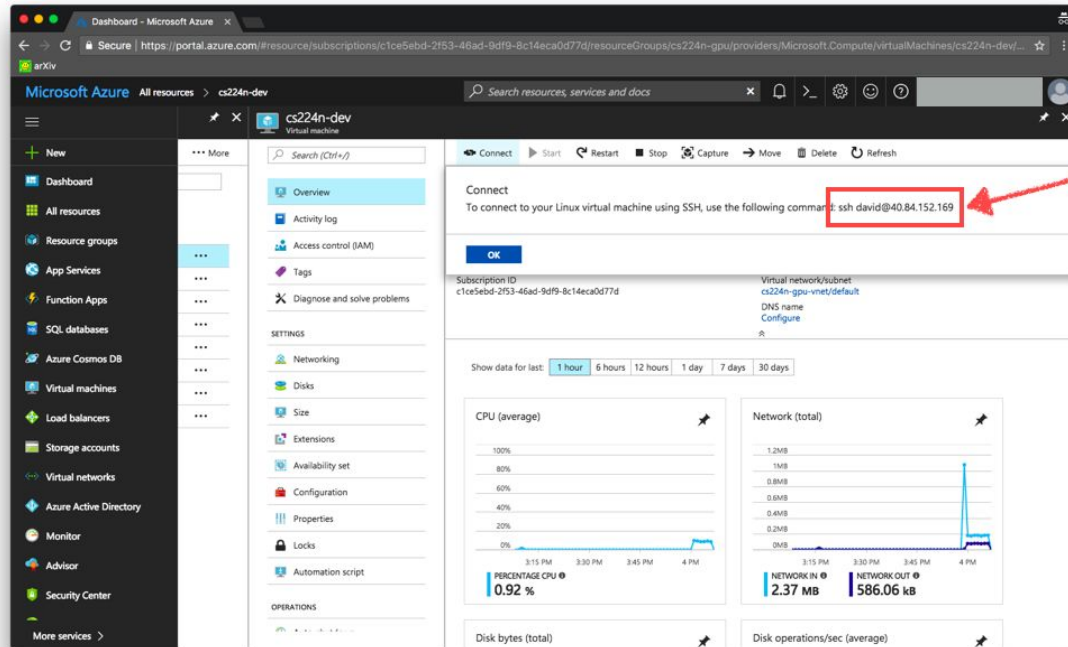 Dashboard - Microsoft Azure
Secure | https://portal.azure.com/#resource/subscriptions/c1ce5ebd-2f53-46ad-9df9-8c14eca0d77d/resourceGroups/cs224n-gpu/providers/Microsoft.Compute/virtualMachines/cs224n-dev/...
arXiv
Microsoft Azure All resources > cs224n-dev
Search resources, services and docs
cs224n-dev
Virtual machine
New
Dashboard
All resources
Resource groups
App Services
Function Apps
SQL databases
Azure Cosmos DB
Virtual machines
Load balancers
Storage accounts
Virtual networks
Azure Active Directory
Monitor
Advisor
Security Center
More services >
••• More
Search (Ctrl+/)
Overview
Activity log
Access control (IAM)
Tags
Diagnose and solve problems
SETTINGS
Networking
Disks
Size
Extensions
Availability set
Configuration
Properties
Locks
Automation script
OPERATIONS
Connect Start Restart Stop Capture Move Delete Refresh
Connect
To connect to your Linux virtual machine using SSH, use the following command: ssh david@40.84.152.169
OK
Subscription ID
c1ce5ebd-2f53-46ad-9df9-8c14eca0d77d
Virtual network/subnet
cs224n-gpu-vnet/default
DNS name
Configure
Show data for last: 1 hour 6 hours 12 hours 1 day 7 days 30 days
CPU (average)
100%
80%
60%
40%
20%
0%
3:15 PM 3:30 PM 3:45 PM 4 PM
PERCENTAGE CPU
0.92 %
Network (total)
1.2MB
1MB
0.8MB
0.6MB
0.4MB
0.2MB
0MB
3:15 PM 3:30 PM 3:45 PM 4 PM
NETWORK IN
2.37 MB
NETWORK OUT
586.06 kB
Disk bytes (total)
Disk operations/sec (average)